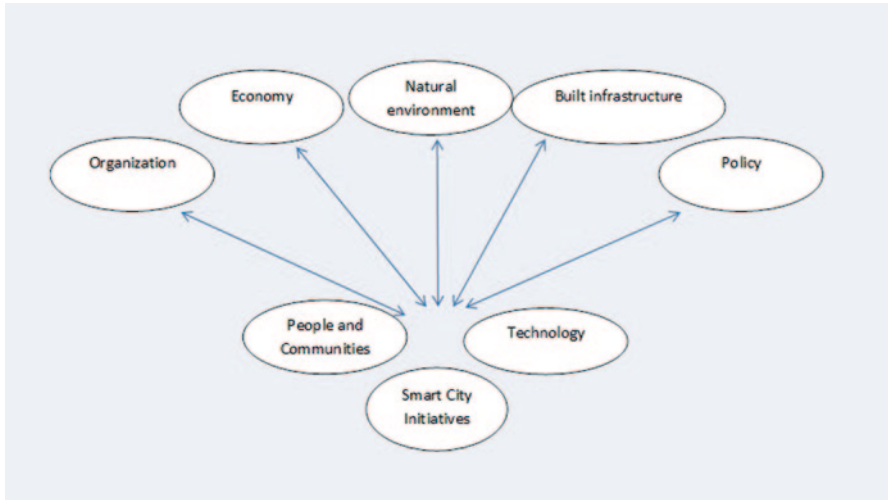 Economy
Natural
environment
Built infrastructure
Organization
Policy
People and
Communities
Technology
Smart City
Initiatives